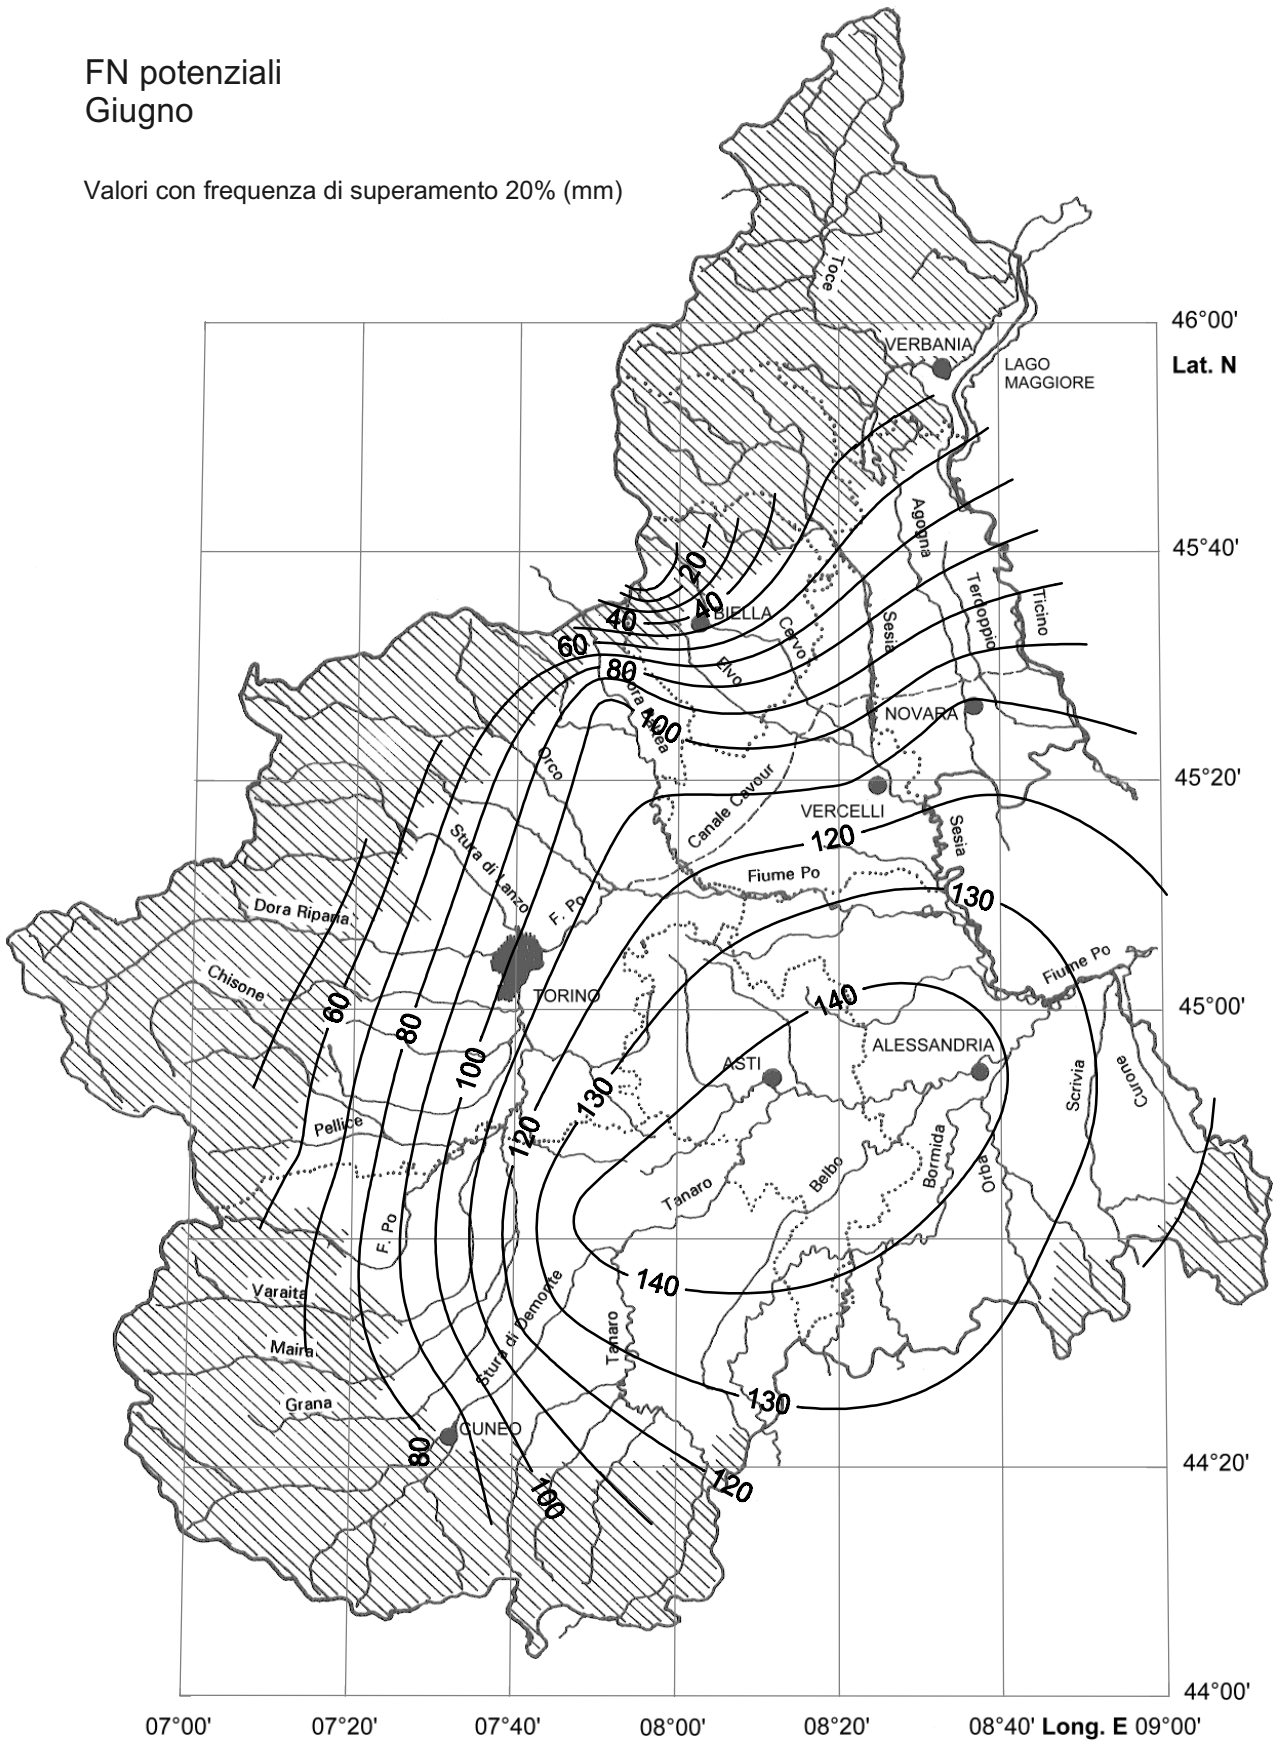 FN potenziali
Giugno
Valori con frequenza di superamento 20% (mm)
Toce
46°00'
VERBANIA
Lat. N
LAGO
MAGGIORE
Agogna
45°40'
20
Terdoppio
Ticino
40
BIELLA
40
Sesia
Cervo
60
80
Elvo
Dora Baltea
100
NOVARA
Orco
45°20'
Canale Cavour
VERCELLI
120
Sesia
Stura di Lanzo
Fiume Po
130
Dora Riparia
F. Po
Fiume Po
Chisone
TORINO
140
60
45°00'
80
ALESSANDRIA
100
ASTI
Scrivia
Curone
130
Pellice
120
Bormida
Orba
Belbo
Tanaro
F. Po
140
Varaita
Stura di Demonte
Tanaro
Maira
Grana
130
CUNEO
80
44°20'
120
100
44°00'
07°00'
07°20'
07°40'
08°00'
08°20'
08°40'
Long. E
09°00'